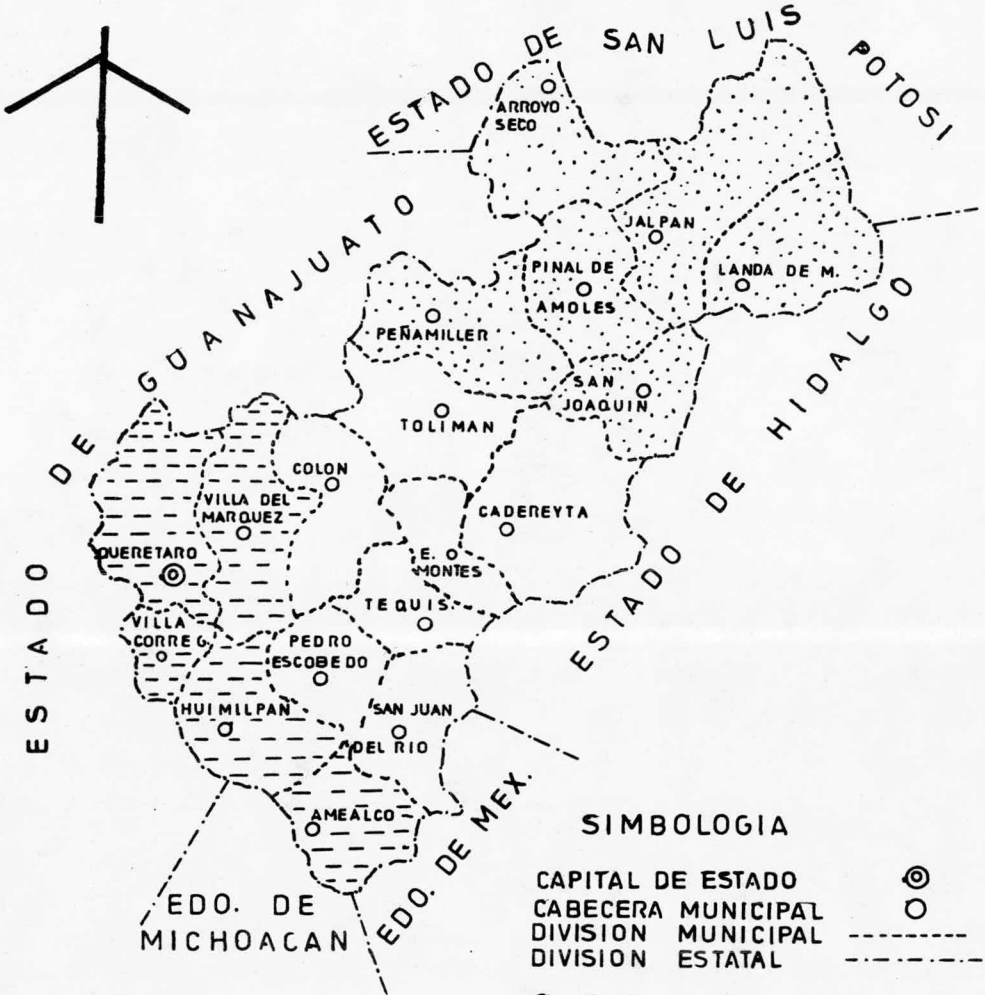 ESTADO DE SAN LUIS POTOSI
ARROYO
SECO
JALPAN
LANDA DE M.
PINAL DE
AMOLES
PEÑAMILLER
SAN
JOAQUIN
TOLIMAN
COLON
CADEREYTA
VILLA DEL
MARQUEZ
QUERETARO
E.
MONTES
TEQUIS.
VILLA
CORREG.
PEDRO
ESCOBEDO
HUIMILPAN
SAN JUAN
DEL RIO
AMEALCO
ESTADO DE GUANAJUATO
ESTADO DE HIDALGO
EDO. DE MEX.
EDO. DE
MICHOACAN
SIMBOLOGIA
CAPITAL DE ESTADO
CABECERA MUNICIPAL
DIVISION MUNICIPAL
DIVISION ESTATAL